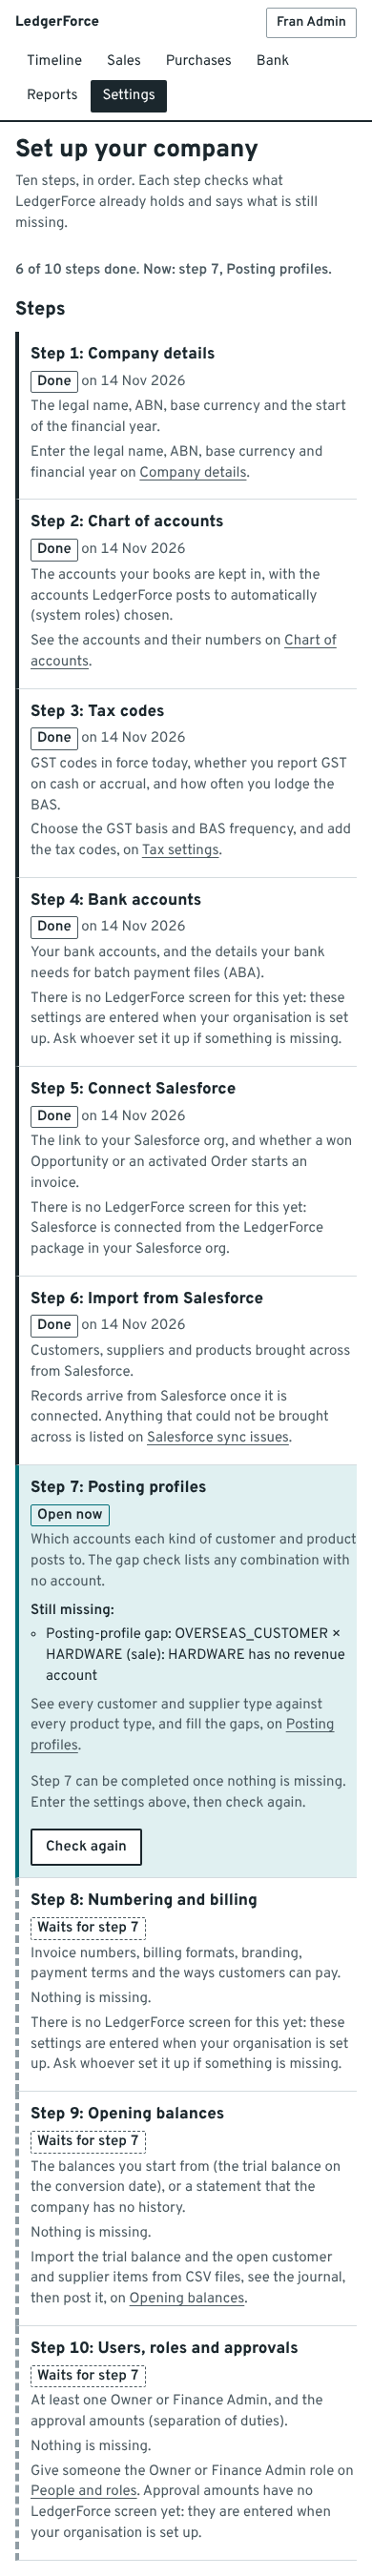 LedgerForce
Fran Admin
Timeline Sales Purchases Bank
Reports Settings
Set up your company
Ten steps, in order. Each step checks what
LedgerForce already holds and says what is still
missing.
6 of 10 steps done. Now: step 7, Posting profiles.
Steps
Step 1: Company details
Done on 14 Nov 2026
The legal name, ABN, base currency and the start
of the financial year.
Enter the legal name, ABN, base currency and
financial year on Company details.
Step 2: Chart of accounts
Done on 14 Nov 2026
The accounts your books are kept in, with the
accounts LedgerForce posts to automatically
(system roles) chosen.
See the accounts and their numbers on Chart of
accounts.
Step 3: Tax codes
Done on 14 Nov 2026
GST codes in force today, whether you report GST
on cash or accrual, and how often you lodge the
BAS.
Choose the GST basis and BAS frequency, and add
the tax codes, on Tax settings.
Step 4: Bank accounts
Done on 14 Nov 2026
Your bank accounts, and the details your bank
needs for batch payment files (ABA).
There is no LedgerForce screen for this yet: these
settings are entered when your organisation is set
up. Ask whoever set it up if something is missing.
Step 5: Connect Salesforce
Done on 14 Nov 2026
The link to your Salesforce org, and whether a won
Opportunity or an activated Order starts an
invoice.
There is no LedgerForce screen for this yet:
Salesforce is connected from the LedgerForce
package in your Salesforce org.
Step 6: Import from Salesforce
Done on 14 Nov 2026
Customers, suppliers and products brought across
from Salesforce.
Records arrive from Salesforce once it is
connected. Anything that could not be brought
across is listed on Salesforce sync issues.
Step 7: Posting profiles
Open now
Which accounts each kind of customer and product
posts to. The gap check lists any combination with
no account.
Still missing:
◦ Posting-profile gap: OVERSEAS_CUSTOMER ×
HARDWARE (sale): HARDWARE has no revenue
account
See every customer and supplier type against
every product type, and fill the gaps, on Posting
profiles.
Step 7 can be completed once nothing is missing.
Enter the settings above, then check again.
Check again
Step 8: Numbering and billing
Waits for step 7
Invoice numbers, billing formats, branding,
payment terms and the ways customers can pay.
Nothing is missing.
There is no LedgerForce screen for this yet: these
settings are entered when your organisation is set
up. Ask whoever set it up if something is missing.
Step 9: Opening balances
Waits for step 7
The balances you start from (the trial balance on
the conversion date), or a statement that the
company has no history.
Nothing is missing.
Import the trial balance and the open customer
and supplier items from CSV files, see the journal,
then post it, on Opening balances.
Step 10: Users, roles and approvals
Waits for step 7
At least one Owner or Finance Admin, and the
approval amounts (separation of duties).
Nothing is missing.
Give someone the Owner or Finance Admin role on
People and roles. Approval amounts have no
LedgerForce screen yet: they are entered when
your organisation is set up.